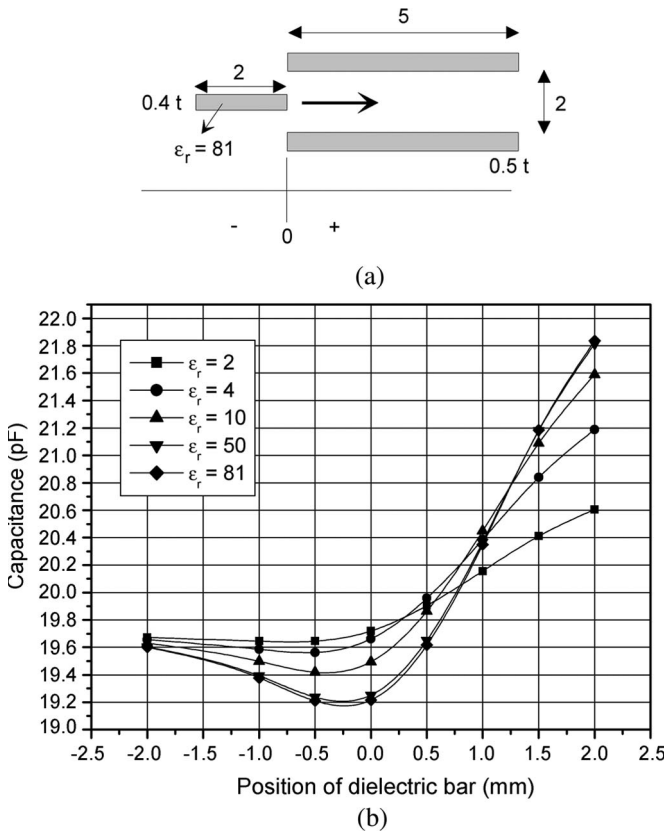 5
2
0.4 t
2
εr = 81
0.5 t
-
0
+
(a)
22.0
21.8
21.6
21.4
21.2
21.0
20.8
20.6
20.4
20.2
20.0
19.8
19.6
19.4
19.2
19.0
Capacitance (pF)
εr = 2
εr = 4
εr = 10
εr = 50
εr = 81
-2.5 -2.0 -1.5 -1.0 -0.5 0.0 0.5 1.0 1.5 2.0 2.5
Position of dielectric bar (mm)
(b)